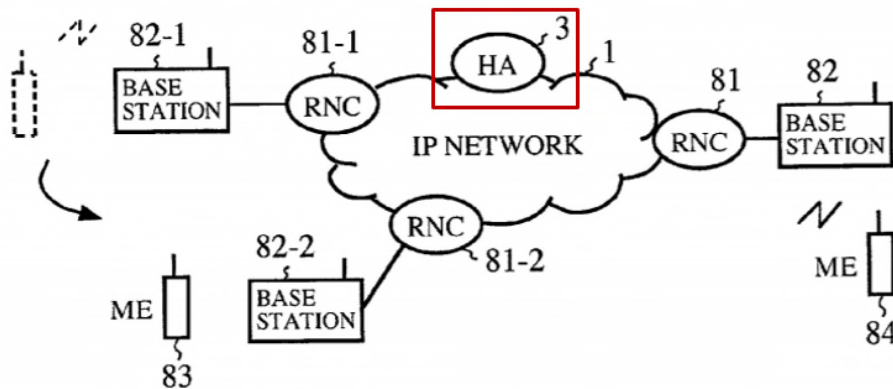 82-1
BASE
STATION
81-1
RNC
3
HA
1
81
RNC
82
BASE
STATION
IP NETWORK
RNC
81-2
82-2
BASE
STATION
ME
83
ME
84